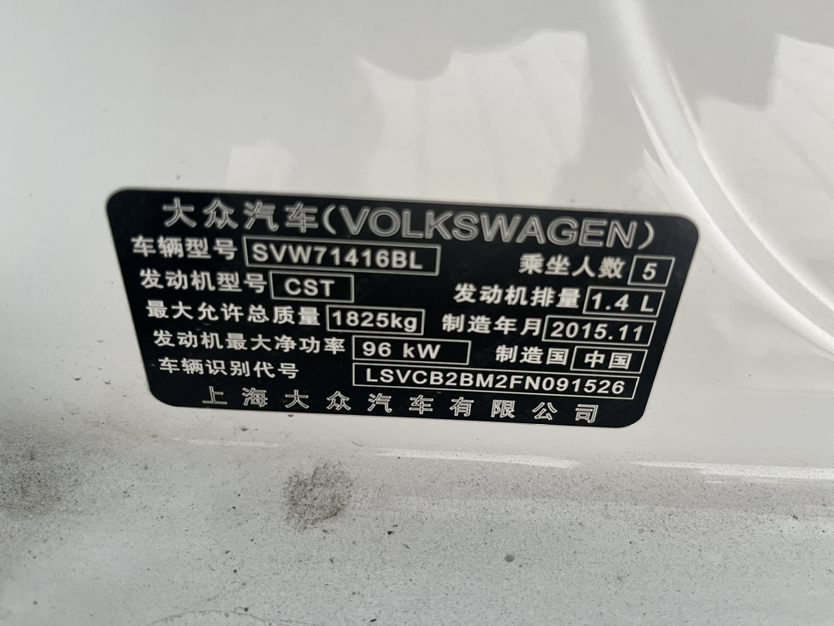 大众汽车(VOLKSWAGEN)
车辆型号 SVW71416BL 乘坐人数 5
发动机型号 CST 发动机排量 1.4 L
最大允许总质量 1825kg 制造年月 2015.11
发动机最大净功率 96 kW 制造国 中国
车辆识别代号 LSVCB2BM2FN091526
上海大众汽车有限公司